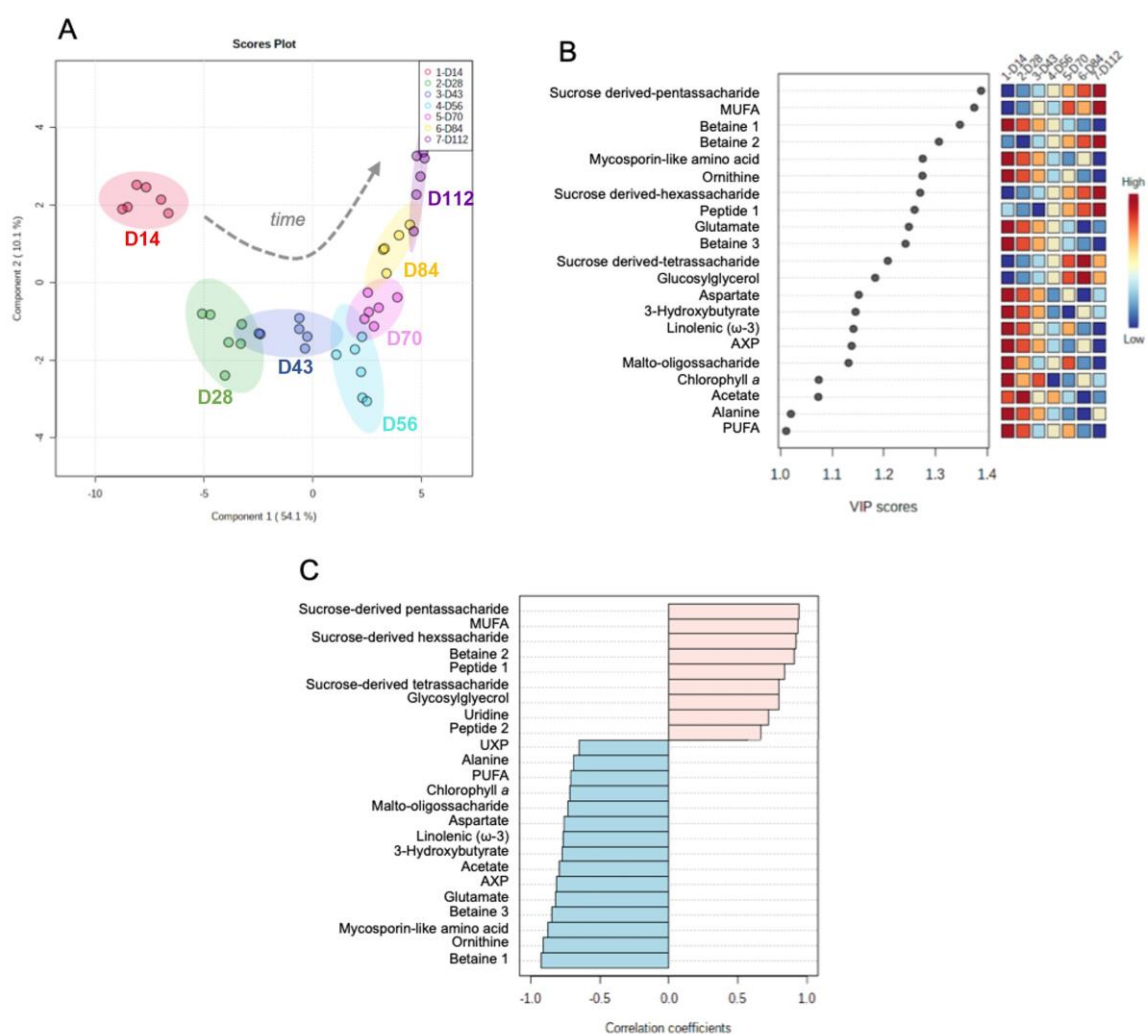 A
Scores Plot
Component 2 ( 10.1 %)
4
2
0
-2
-4
1-D14
2-D28
3-D43
4-D56
5-D70
6-D84
7-D112
D14
time
D112
D84
D70
D28
D43
D56
-10
-5
0
5
Component 1 ( 54.1 %)
B
1-D14
2-D28
3-D43
4-D56
5-D70
6-D84
7-D112
Sucrose derived-pentassacharide
MUFA
Betaine 1
Betaine 2
Mycosporin-like amino acid
Ornithine
Sucrose derived-hexassacharide
Peptide 1
Glutamate
Betaine 3
Sucrose derived-tetrassacharide
Glucosylglycerol
Aspartate
3-Hydroxybutyrate
Linolenic (ω-3)
AXP
Malto-oligossacharide
Chlorophyll a
Acetate
Alanine
PUFA
High
Low
1.0
1.1
1.2
1.3
1.4
VIP scores
C
Sucrose-derived pentassacharide
MUFA
Sucrose-derived hexssacharide
Betaine 2
Peptide 1
Sucrose-derived tetrassacharide
Glycosylglyecrol
Uridine
Peptide 2
UXP
Alanine
PUFA
Chlorophyll a
Malto-oligossacharide
Aspartate
Linolenic (ω-3)
3-Hydroxybutyrate
Acetate
AXP
Glutamate
Betaine 3
Mycosporin-like amino acid
Ornithine
Betaine 1
-1.0
-0.5
0.0
0.5
1.0
Correlation coefficients